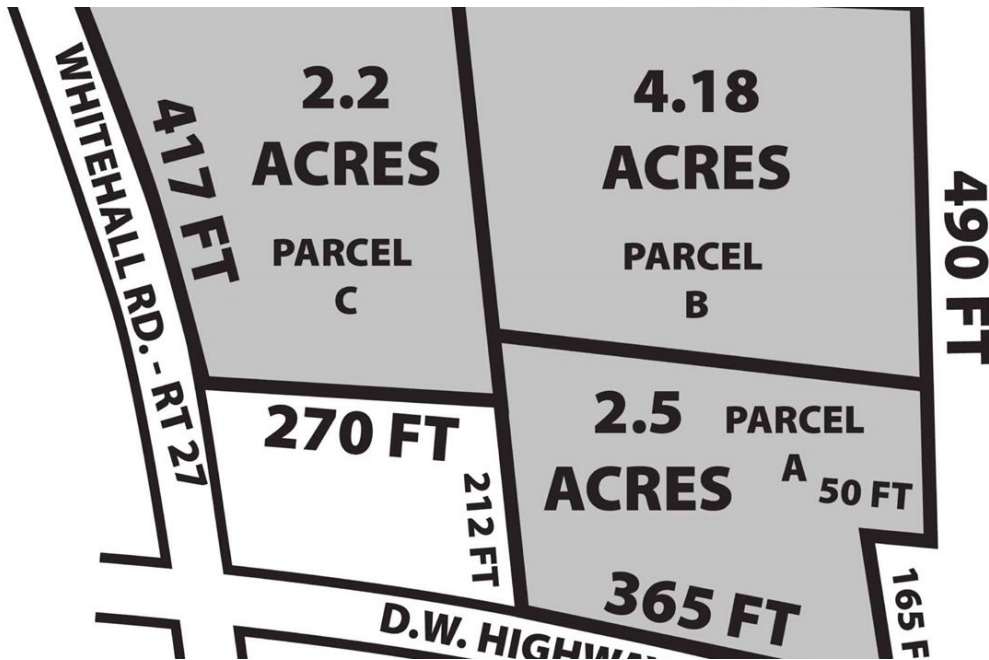 WHITEHALL RD. - RT 27
417 FT
2.2
ACRES
PARCEL
C
4.18
ACRES
PARCEL
B
490 FT
270 FT
212 FT
2.5
ACRES
PARCEL
A
50 FT
365 FT
165 F
D.W. HIGHWA